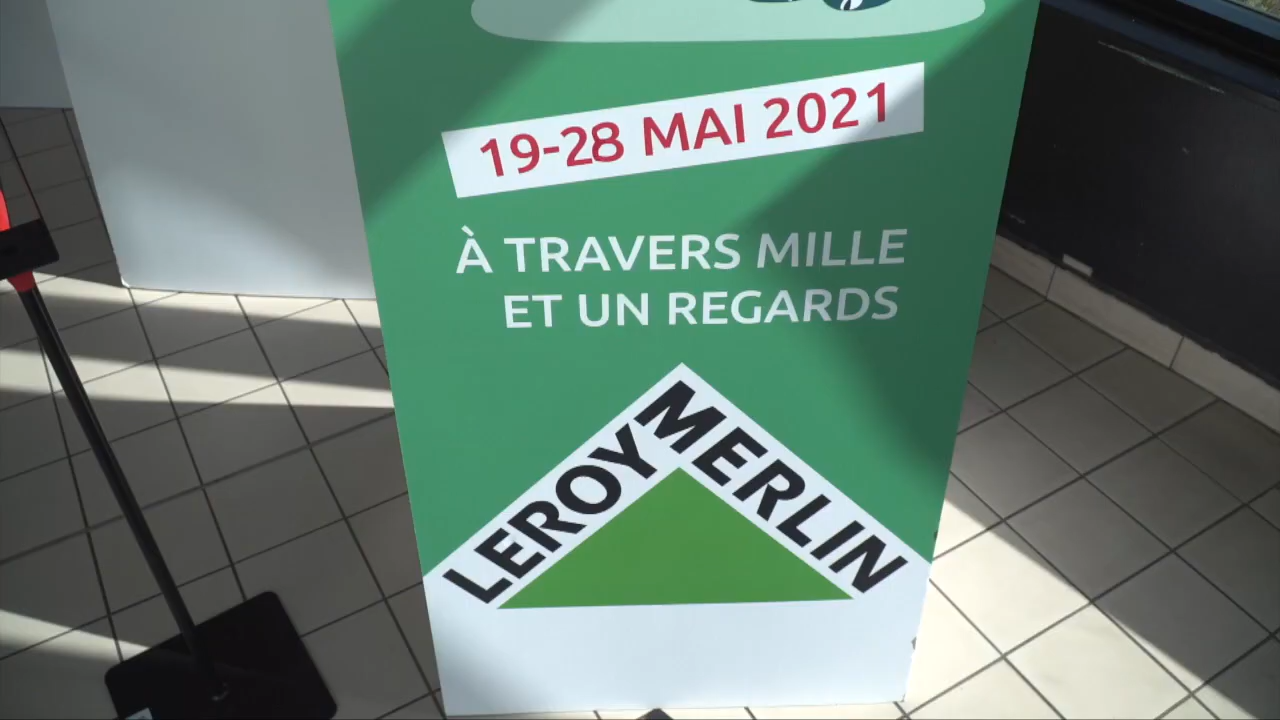 19-28 MAI 2021
À TRAVERS MILLE
ET UN REGARDS
LEROY MERLIN